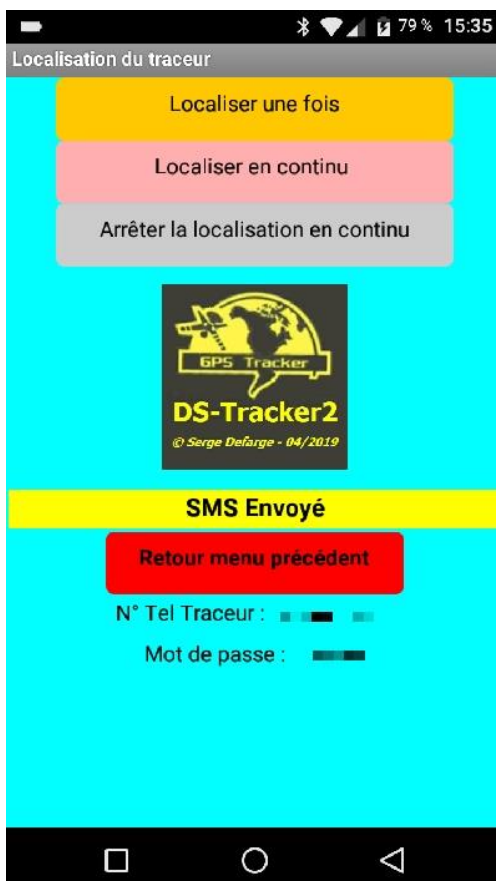 79 % 15:35
Localisation du traceur
Localiser une fois
Localiser en continu
Arrêter la localisation en continu
GPS Tracker
DS-Tracker2
© Serge Defarge - 04/2019
SMS Envoyé
Retour menu précédent
N° Tel Traceur :
Mot de passe :